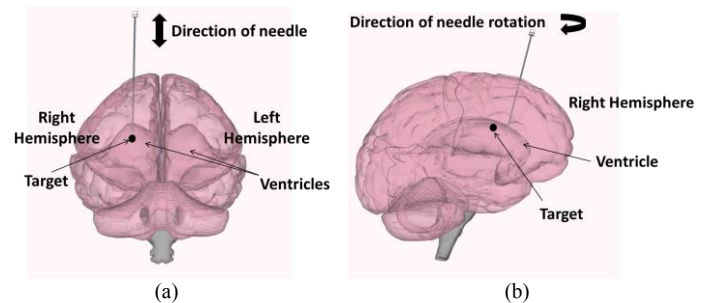 Direction of needle
Right
Hemisphere
Left
Hemisphere
Target
Ventricles
(a)
Direction of needle rotation
Right Hemisphere
Ventricle
Target
(b)